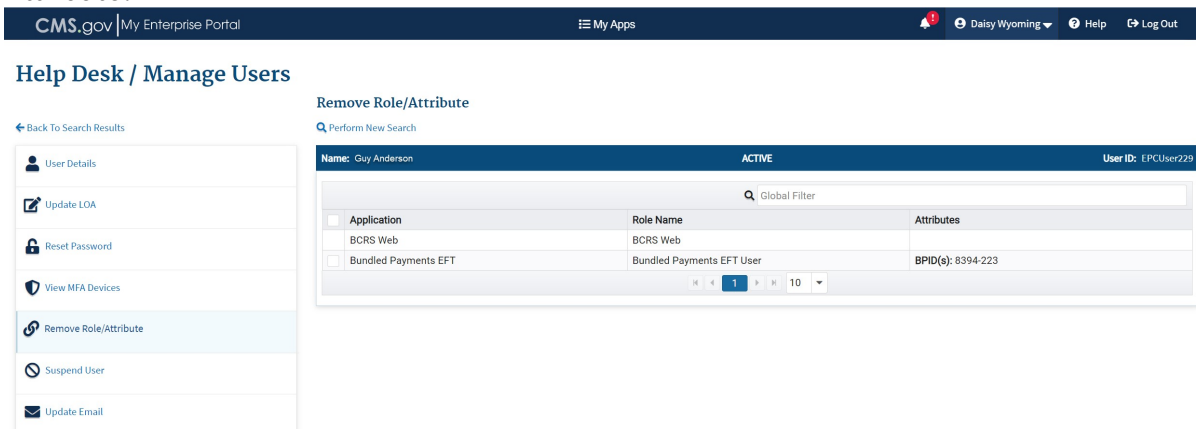 CMS.gov My Enterprise Portal
My Apps
! Daisy Wyoming ? Help Log Out
Help Desk / Manage Users
Remove Role/Attribute
Back To Search Results
Perform New Search
User Details
Update LOA
Reset Password
View MFA Devices
Remove Role/Attribute
Suspend User
Update Email
Name: Guy Anderson ACTIVE User ID: EPCUser229
Global Filter
Application Role Name Attributes
BCRS Web BCRS Web
Bundled Payments EFT Bundled Payments EFT User BPID(s): 8394-223
1 10